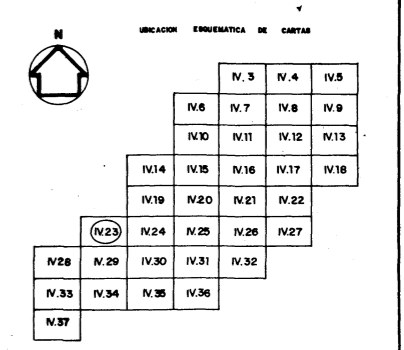 N
UBICACION ESQUEMATICA DE CARTAS
IV. 3 IV. 4 IV. 5
IV.6 IV. 7 IV.8 IV. 9
IV.10 IV.11 IV. 12 IV. 13
IV. 14 IV. 15 IV. 16 IV. 17 IV. 18
IV.19 IV.20 IV. 21 IV. 22
IV.23 IV. 24 IV. 25 IV. 26 IV. 27
IV.28 IV. 29 IV. 30 IV. 31 IV. 32
IV. 33 IV. 34 IV. 35 IV. 36
IV.37